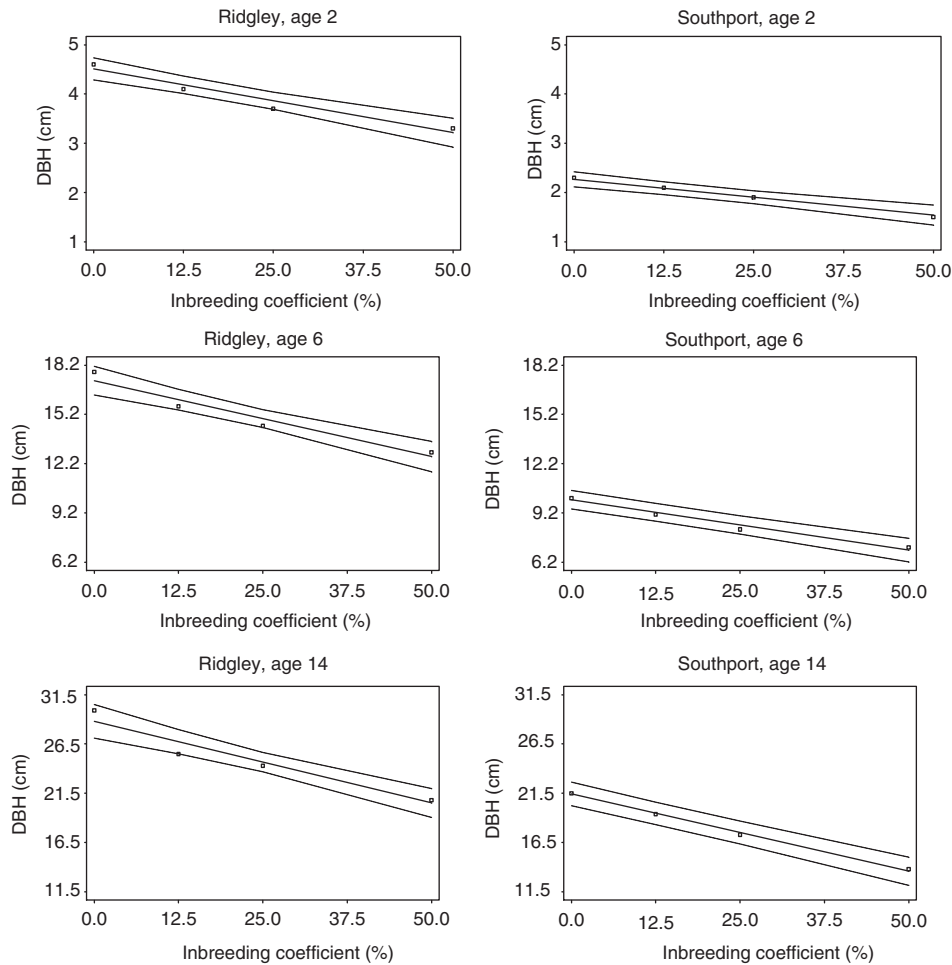 Ridgley, age 2
DBH (cm)
5
4
3
2
1
0.0 12.5 25.0 37.5 50.0
Inbreeding coefficient (%)
Southport, age 2
DBH (cm)
5
4
3
2
1
0.0 12.5 25.0 37.5 50.0
Inbreeding coefficient (%)
Ridgley, age 6
DBH (cm)
18.2
15.2
12.2
9.2
6.2
0.0 12.5 25.0 37.5 50.0
Inbreeding coefficient (%)
Southport, age 6
DBH (cm)
18.2
15.2
12.2
9.2
6.2
0.0 12.5 25.0 37.5 50.0
Inbreeding coefficient (%)
Ridgley, age 14
DBH (cm)
31.5
26.5
21.5
16.5
11.5
0.0 12.5 25.0 37.5 50.0
Inbreeding coefficient (%)
Southport, age 14
DBH (cm)
31.5
26.5
21.5
16.5
11.5
0.0 12.5 25.0 37.5 50.0
Inbreeding coefficient (%)